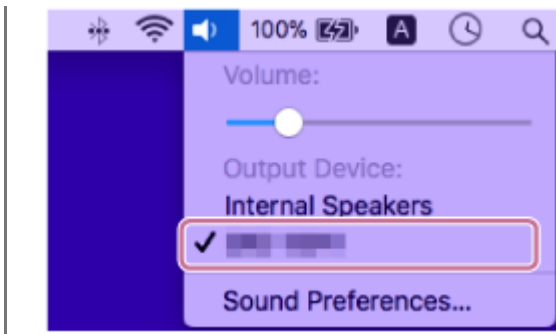 100% A
Volume:
Output Device:
Internal Speakers
Sound Preferences...